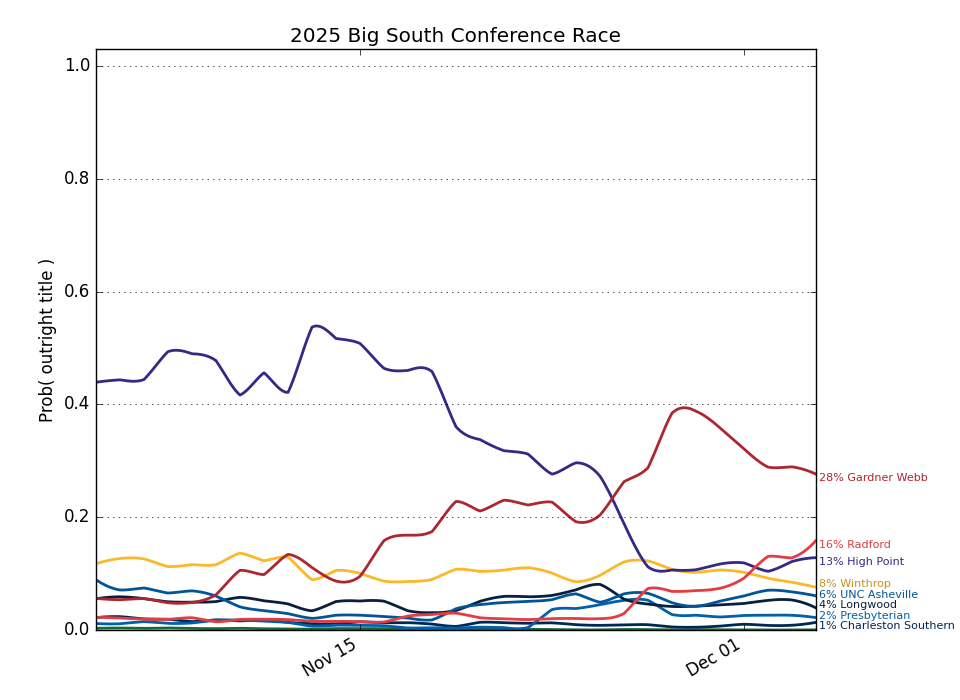 2025 Big South Conference Race
1.0
0.8
0.6
0.4
0.2
0.0
Prob( outright title )
Nov 15
Dec 01
28% Gardner Webb
16% Radford
13% High Point
8% Winthrop
6% UNC Asheville
4% Longwood
2% Presbyterian
1% Charleston Southern